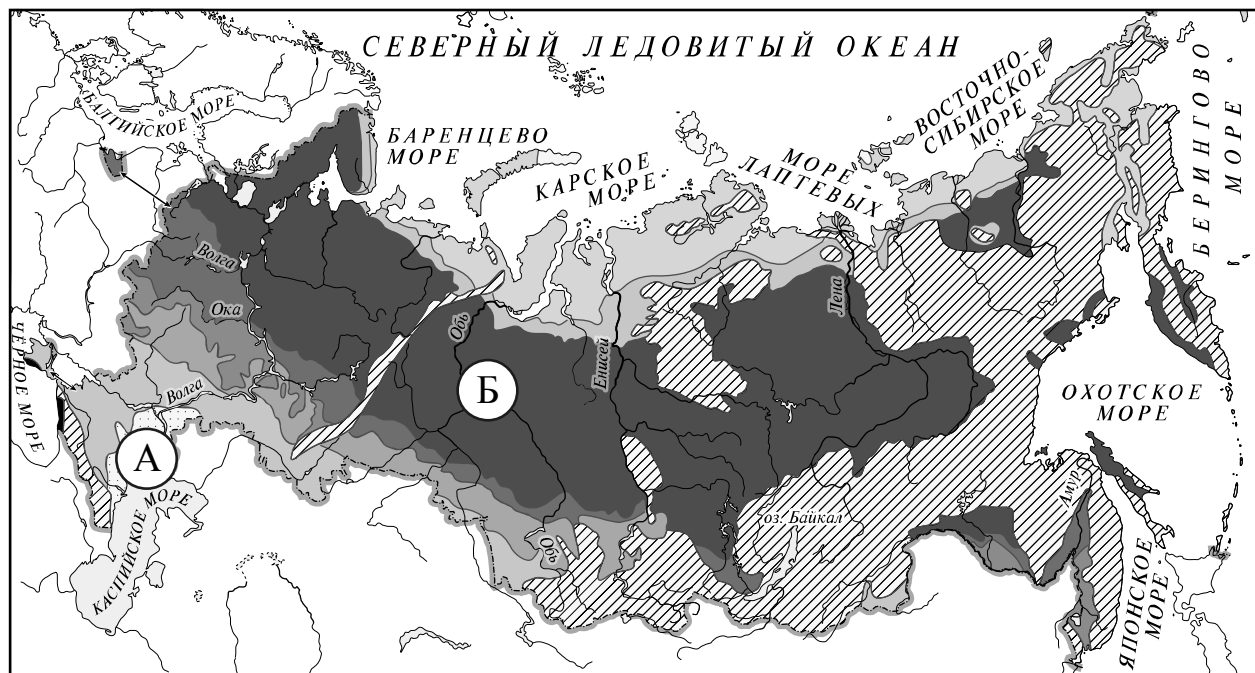 СЕВЕРНЫЙ ЛЕДОВИТЫЙ ОКЕАН
БАЛТИЙСКОЕ МОРЕ
БАРЕНЦЕВО
МОРЕ
КАРСКОЕ
МОРЕ
МОРЕ
ЛАПТЕВЫХ
ВОСТОЧНО-
СИБИРСКОЕ
МОРЕ
БЕРИНГОВО
МОРЕ
Волга
Ока
Обь
Енисей
Лена
ЧЁРНОЕ МОРЕ
Волга
Б
А
ОХОТСКОЕ
МОРЕ
КАСПИЙСКОЕ МОРЕ
Обь
оз. Байкал
Амур
ЯПОНСКОЕ
МОРЕ